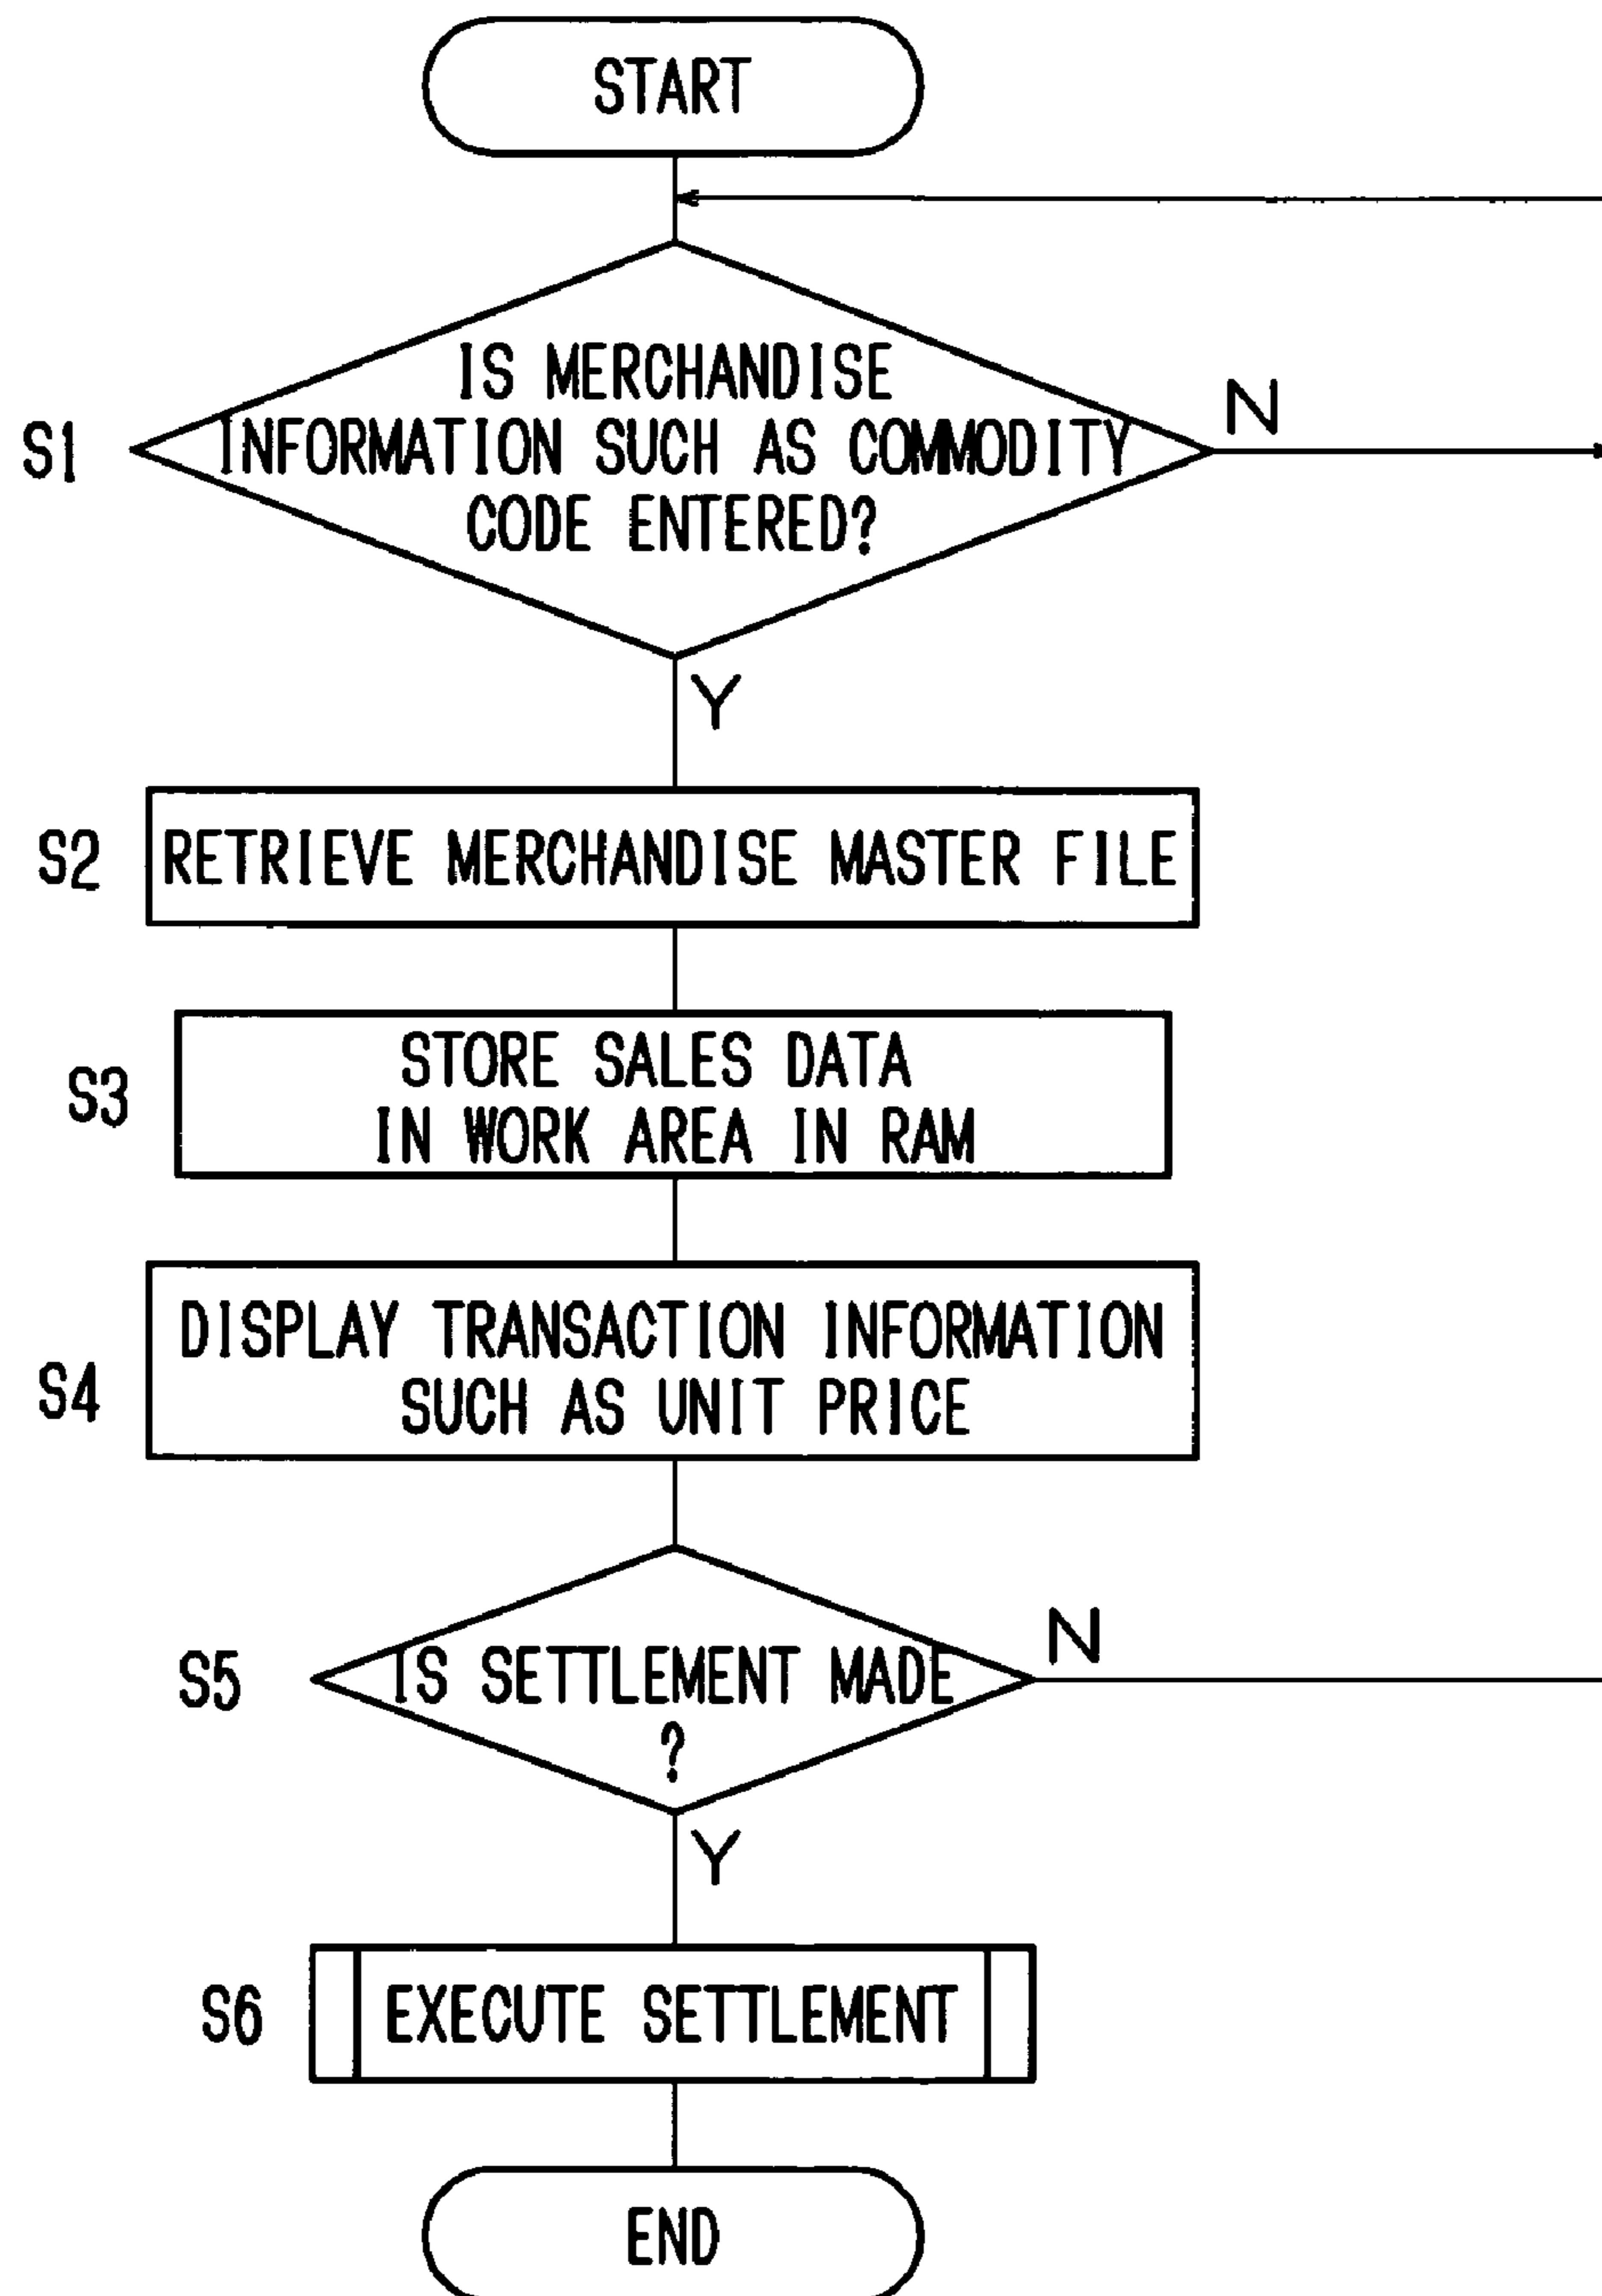 START
IS MERCHANDISE
INFORMATION SUCH AS COMMODITY
CODE ENTERED?
S1
N
Y
S2
RETRIEVE MERCHANDISE MASTER FILE
S3
STORE SALES DATA
IN WORK AREA IN RAM
S4
DISPLAY TRANSACTION INFORMATION
SUCH AS UNIT PRICE
S5
IS SETTLEMENT MADE
?
N
Y
S6
EXECUTE SETTLEMENT
END